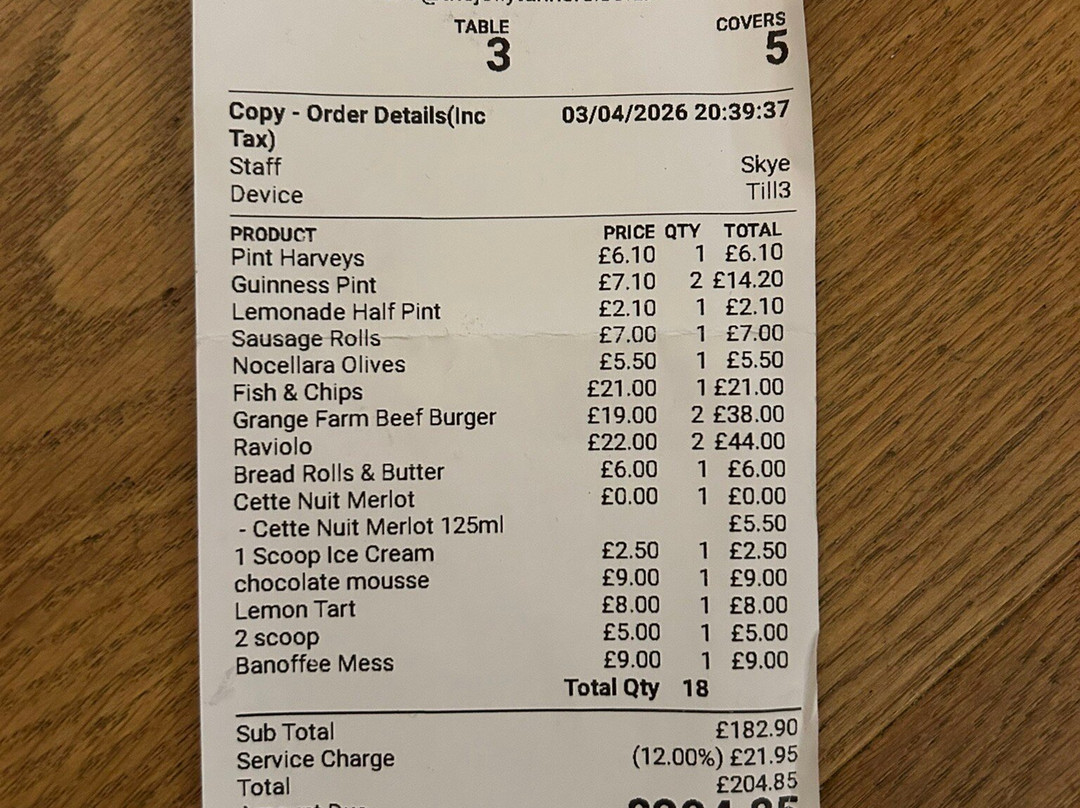 TABLE COVERS
3 5
Copy - Order Details(Inc 03/04/2026 20:39:37
Tax)
Staff Skye
Device Till3
PRODUCT PRICE QTY TOTAL
Pint Harveys £6.10 1 £6.10
Guinness Pint £7.10 2 £14.20
Lemonade Half Pint £2.10 1 £2.10
Sausage Rolls £7.00 1 £7.00
Nocellara Olives £5.50 1 £5.50
Fish & Chips £21.00 1 £21.00
Grange Farm Beef Burger £19.00 2 £38.00
Raviolo £22.00 2 £44.00
Bread Rolls & Butter £6.00 1 £6.00
Cette Nuit Merlot £0.00 1 £0.00
- Cette Nuit Merlot 125ml £5.50
1 Scoop Ice Cream £2.50 1 £2.50
chocolate mousse £9.00 1 £9.00
Lemon Tart £8.00 1 £8.00
2 scoop £5.00 1 £5.00
Banoffee Mess £9.00 1 £9.00
Total Qty 18
Sub Total £182.90
Service Charge (12.00%) £21.95
Total £204.85